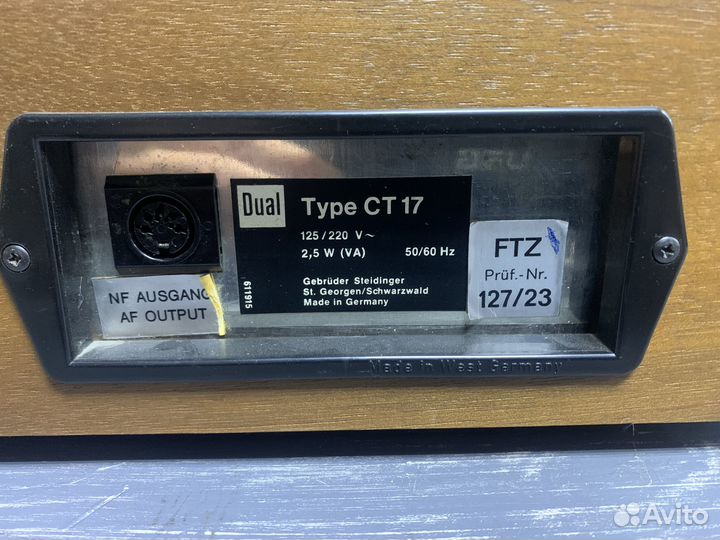 Dual
Type CT 17
125/220 V~
2,5 W (VA) 50/60 Hz
Gebrüder Steidinger
St. Georgen/Schwarzwald
Made in Germany
611915
FTZ
Prüf.-Nr.
127/23
NF AUSGANG
AF OUTPUT
Made in West Germany
Avito